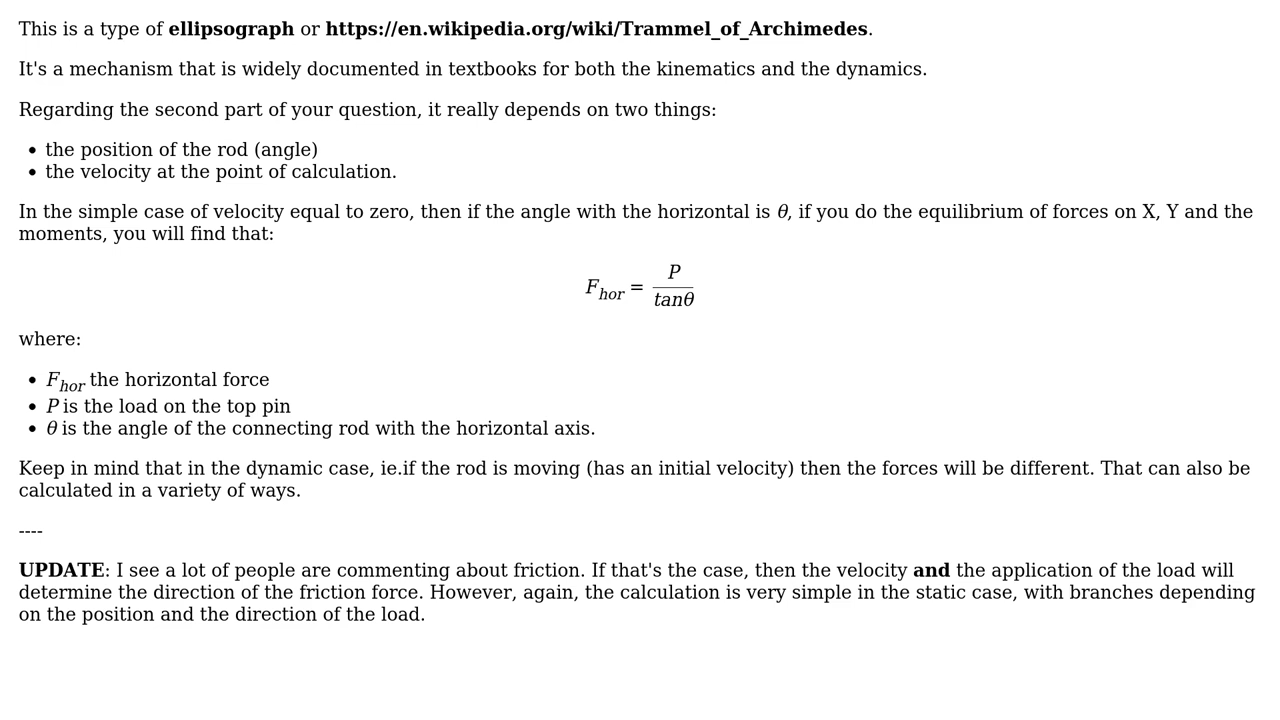 This is a type of ellipsograph or https://en.wikipedia.org/wiki/Trammel_of_Archimedes.
It's a mechanism that is widely documented in textbooks for both the kinematics and the dynamics.
Regarding the second part of your question, it really depends on two things:
• the position of the rod (angle)
• the velocity at the point of calculation.
In the simple case of velocity equal to zero, then if the angle with the horizontal is θ, if you do the equilibrium of forces on X, Y and the
moments, you will find that:
F_{hor} = \frac{P}{tanθ}
where:
• F_{hor} the horizontal force
• P is the load on the top pin
• θ is the angle of the connecting rod with the horizontal axis.
Keep in mind that in the dynamic case, ie.if the rod is moving (has an initial velocity) then the forces will be different. That can also be
calculated in a variety of ways.
----
UPDATE: I see a lot of people are commenting about friction. If that's the case, then the velocity and the application of the load will
determine the direction of the friction force. However, again, the calculation is very simple in the static case, with branches depending
on the position and the direction of the load.